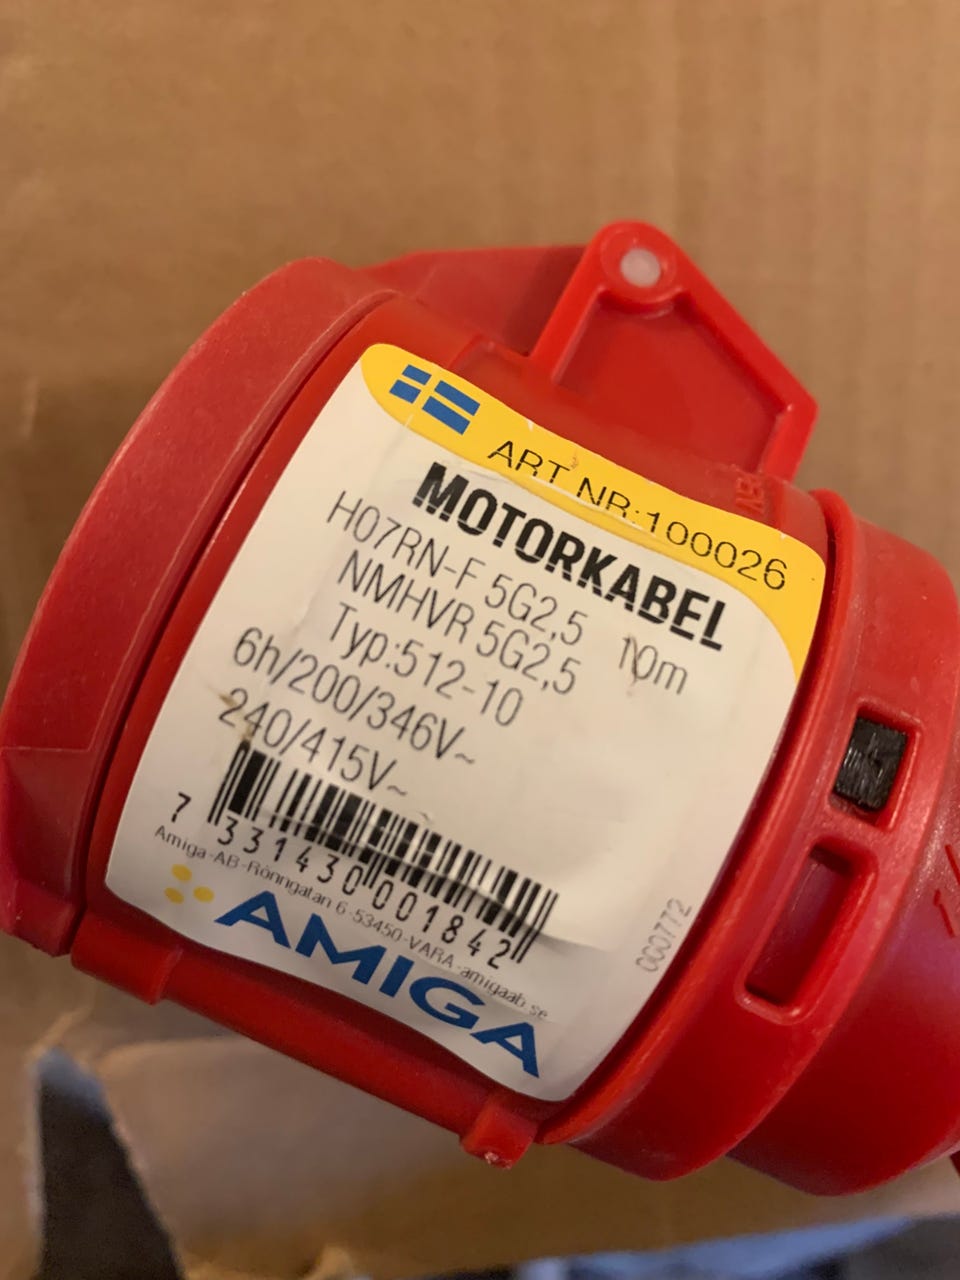 ART NR:100026
MOTORKABEL
H07RN-F 5G2,5 10m
NMHVR 5G2,5
Typ:512-10
6h/200/346V~
240/415V~
7 331430 001842
Amiga-AB-Rönngatan 6-53450-VARA-amigaab.se
AMIGA
000772